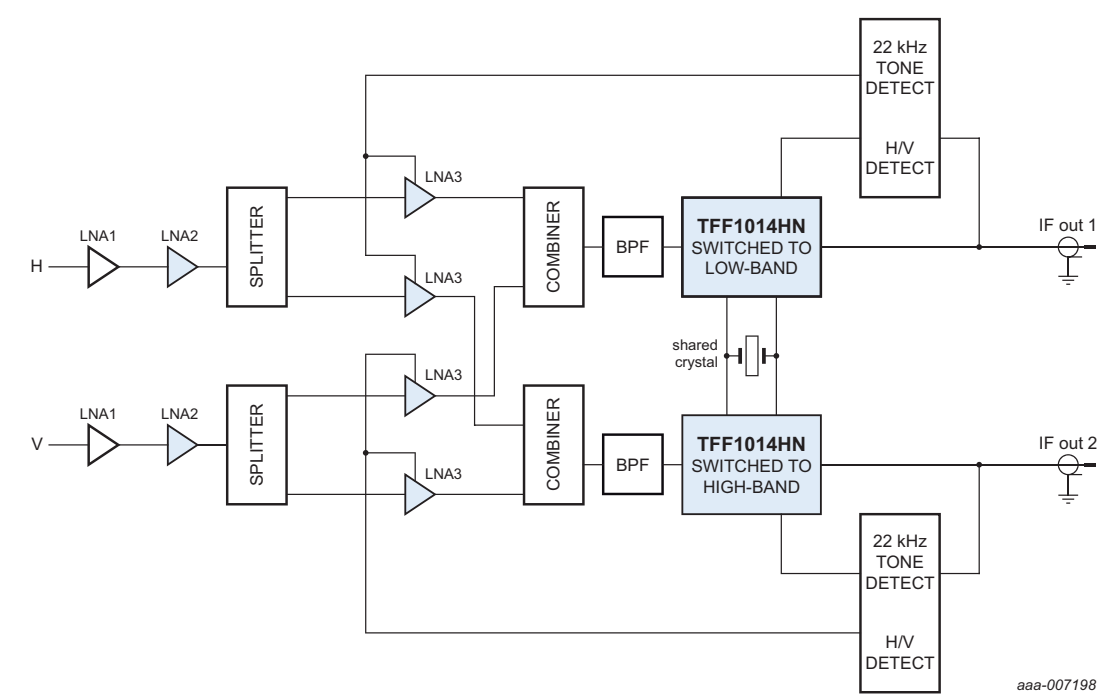 22 kHz
TONE
DETECT
H/V
DETECT
LNA3
LNA1
LNA2
H
SPLITTER
LNA3
COMBINER
BPF
TFF1014HN
SWITCHED TO
LOW-BAND
IF out 1
shared
crystal
LNA3
LNA1
LNA2
V
SPLITTER
LNA3
COMBINER
BPF
TFF1014HN
SWITCHED TO
HIGH-BAND
IF out 2
22 kHz
TONE
DETECT
H/V
DETECT
aaa-007198